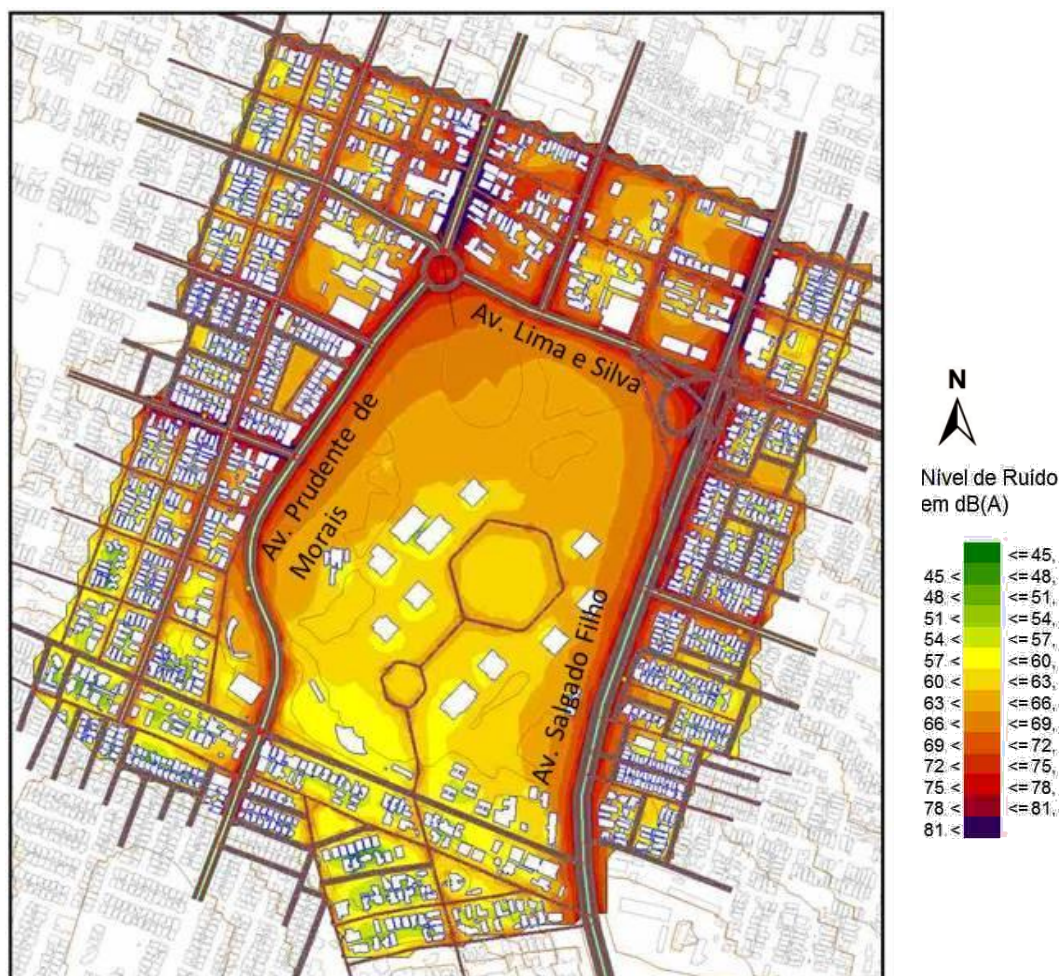 Av. Lima e Silva
Av. Prudente de
Morais
Av. Salgado Filho
N
Nível de Ruído
em dB(A)
<= 45,
45. < <= 48,
48. < <= 51,
51. < <= 54,
54. < <= 57,
57. < <= 60,
60. < <= 63,
63. < <= 66,
66. < <= 69,
69. < <= 72,
72. < <= 75,
75. < <= 78,
78. < <= 81,
81. <